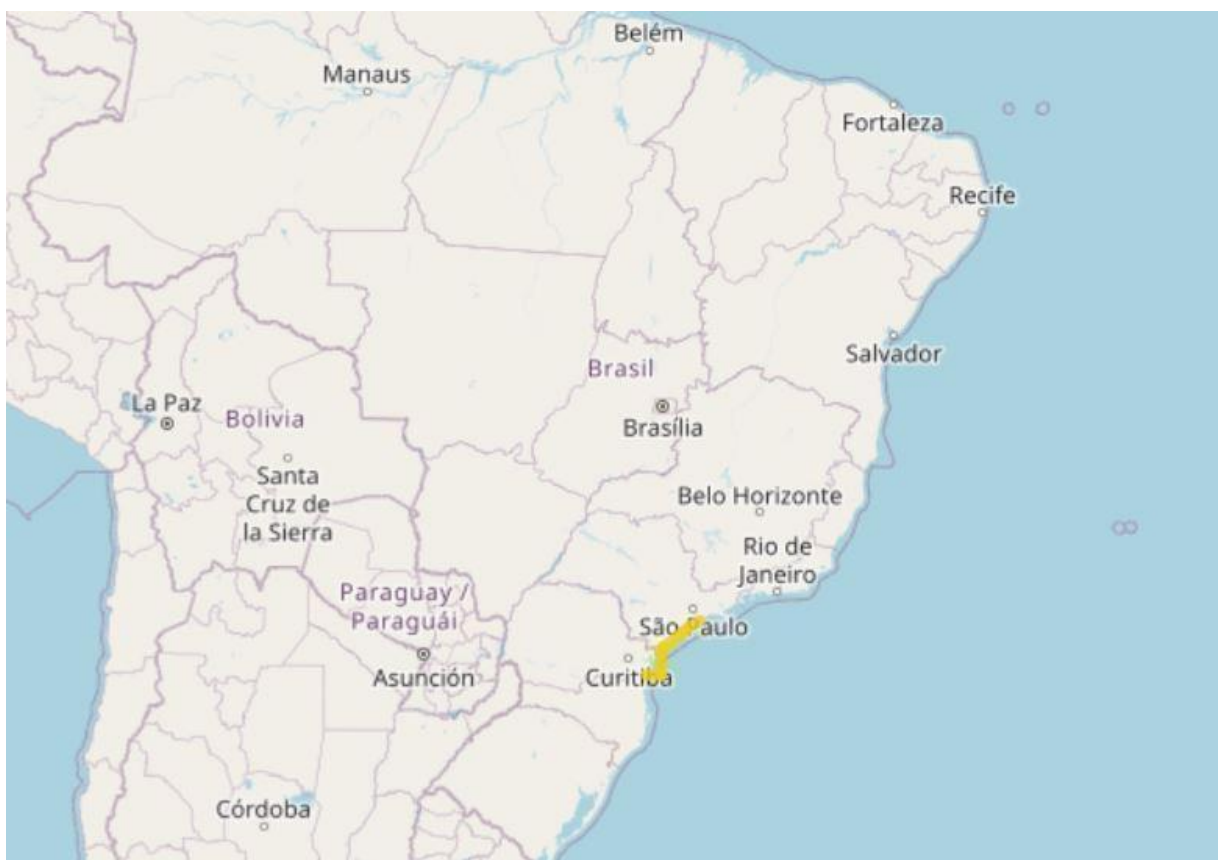 Belém
Manaus
Fortaleza
Recife
Salvador
Brasil
La Paz
Bolivia
Brasília
Santa
Cruz de
la Sierra
Belo Horizonte
Rio de
Janeiro
Paraguay /
Paraguái
São Paulo
Asunción
Curitiba
Córdoba